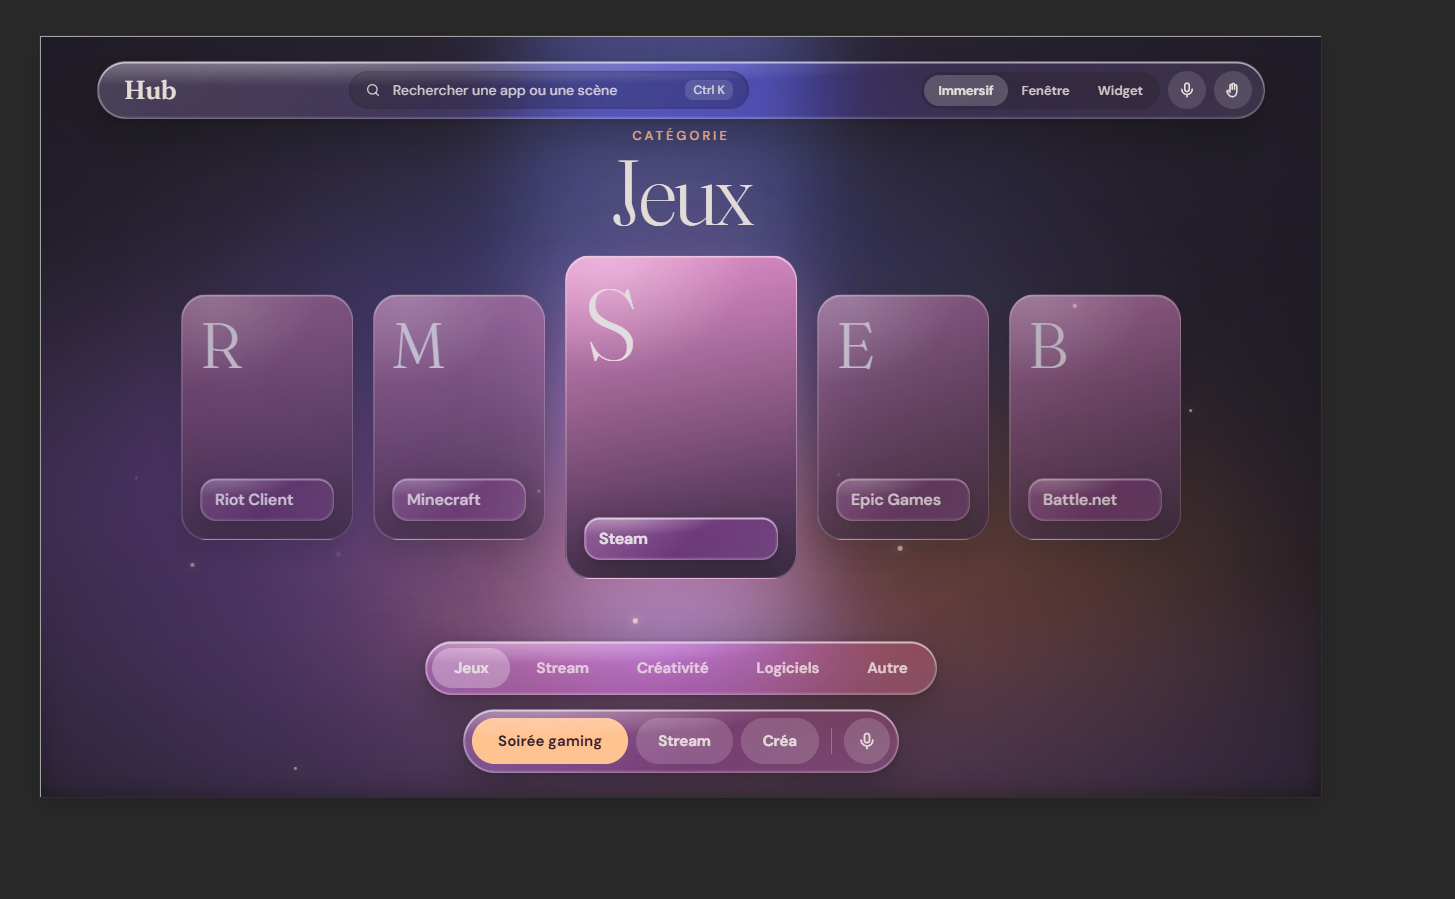 Hub
Rechercher une app ou une scène
Ctrl K
Immersif
Fenêtre
Widget
CATÉGORIE
Jeux
R
M
S
E
B
Riot Client
Minecraft
Steam
Epic Games
Battle.net
Jeux
Stream
Créativité
Logiciels
Autre
Soirée gaming
Stream
Créa